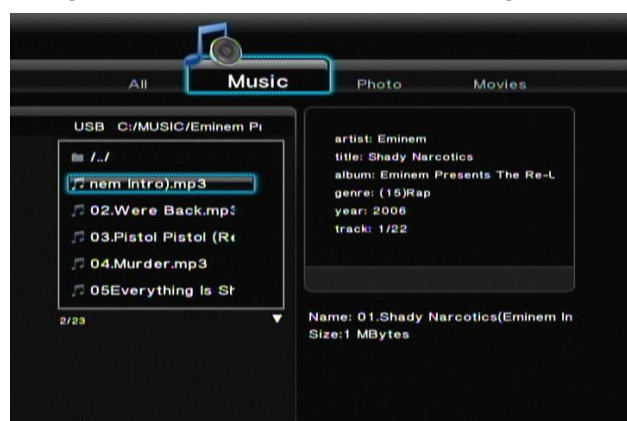 All
Music
Photo
Movies
USB C:/MUSIC/Eminem
/../
nem Intro).mp3
02.Were Back.mp3
03.Pistol Pistol (Re
04.Murder.mp3
05Everything Is Sh
2/23
artist: Eminem
title: Shady Narcotics
album: Eminem Presents The Re-L
genre: (15)Rap
year: 2006
track: 1/22
Name: 01.Shady Narcotics(Eminem In
Size:1 MBytes